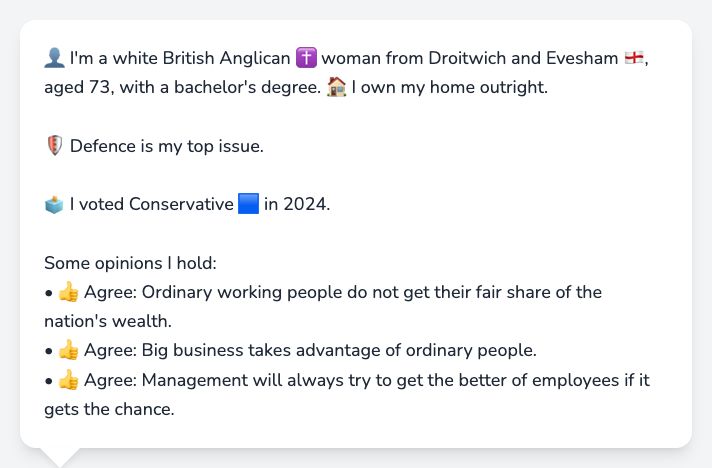 👤 I'm a white British Anglican ✝️ woman from Droitwich and Evesham 🏴󠁧󠁢󠁥󠁮󠁧󠁿,
aged 73, with a bachelor's degree. 🏠 I own my home outright.
🛡️ Defence is my top issue.
🗳️ I voted Conservative 🟦 in 2024.
Some opinions I hold:
• 👍 Agree: Ordinary working people do not get their fair share of the
nation's wealth.
• 👍 Agree: Big business takes advantage of ordinary people.
• 👍 Agree: Management will always try to get the better of employees if it
gets the chance.